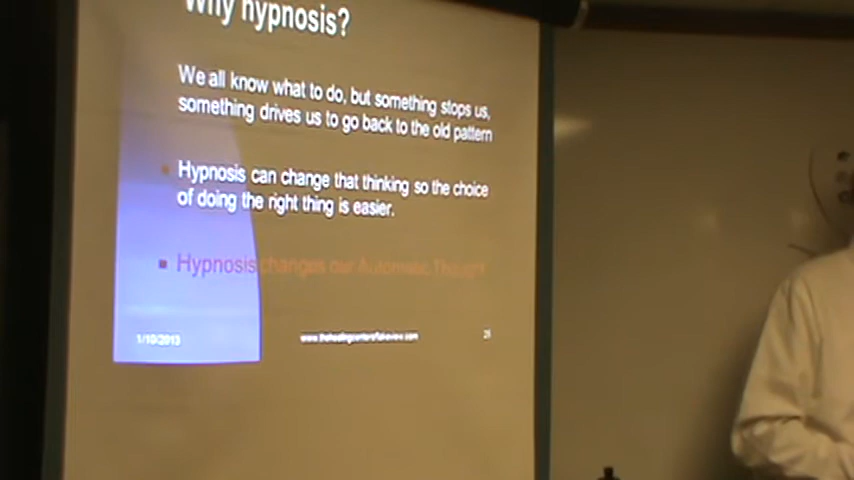 Why hypnosis?
We all know what to do, but something stops us,
something drives us to go back to the old pattern
Hypnosis can change that thinking so the choice
of doing the right thing is easier.
Hypnosis changes our Automatic Thought
1/10/2013